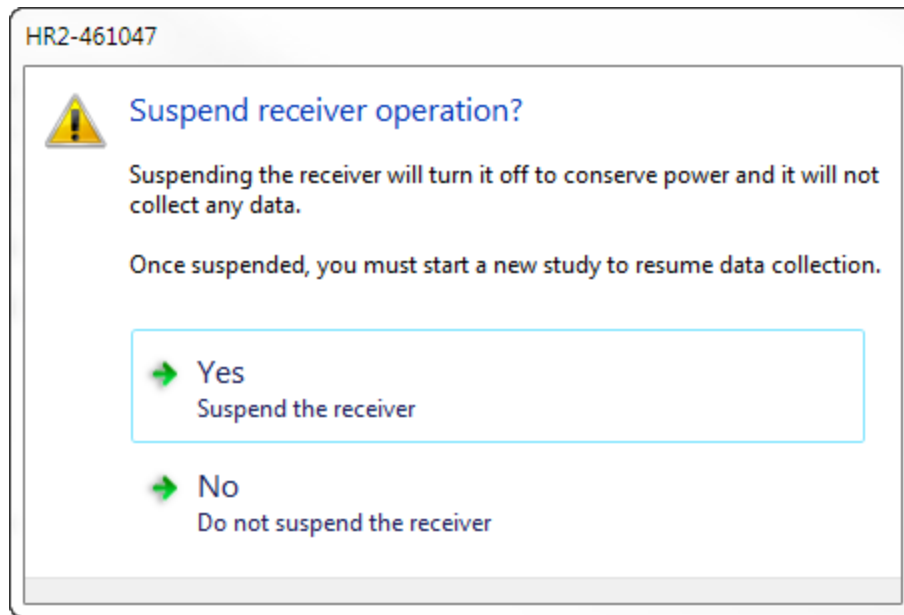 HR2-461047
Suspend receiver operation?
Suspending the receiver will turn it off to conserve power and it will not
collect any data.
Once suspended, you must start a new study to resume data collection.
Yes
Suspend the receiver
No
Do not suspend the receiver